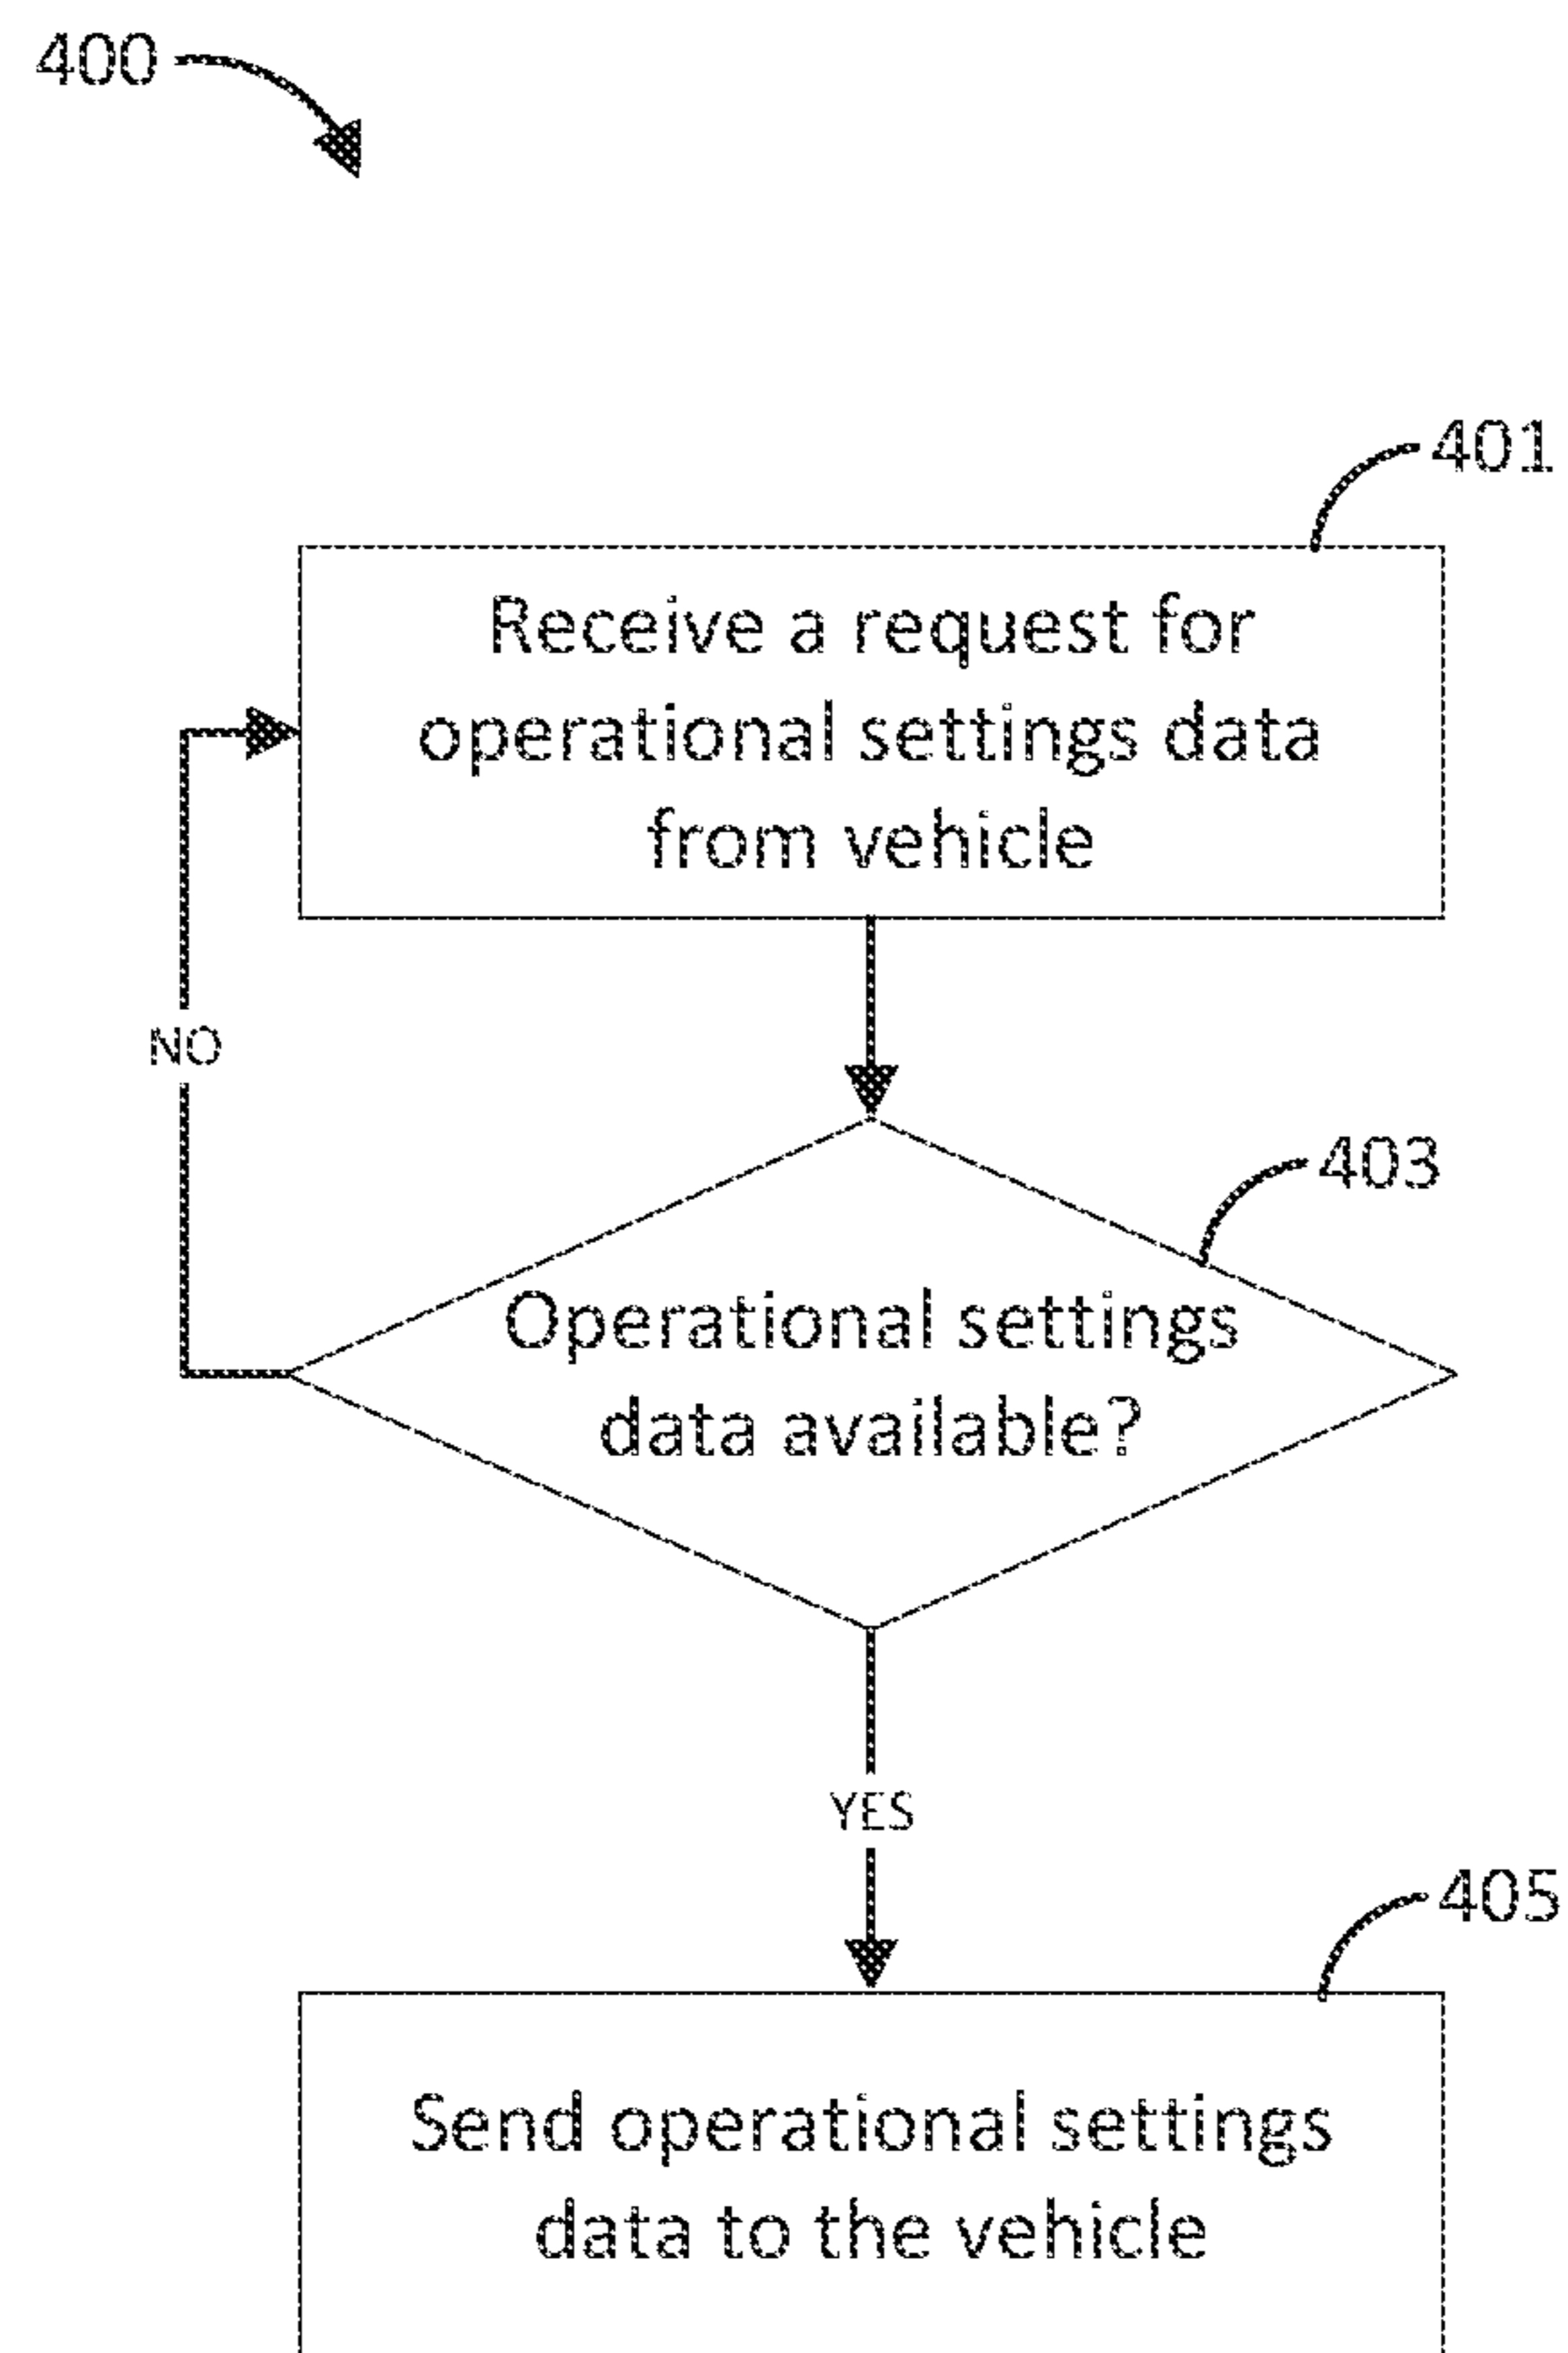 400
401
Receive a request for
operational settings data
from vehicle
NO
403
Operational settings
data available?
YES
405
Send operational settings
data to the vehicle